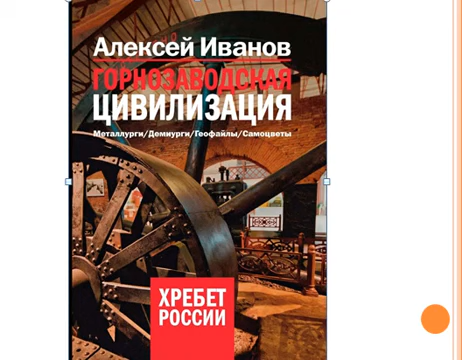 Алексей Иванов
ГОРНОЗАВОДСКАЯ
ЦИВИЛИЗАЦИЯ
Металлурги/Демиурги/Геофайлы/Самоцветы
ХРЕБЕТ
РОССИИ